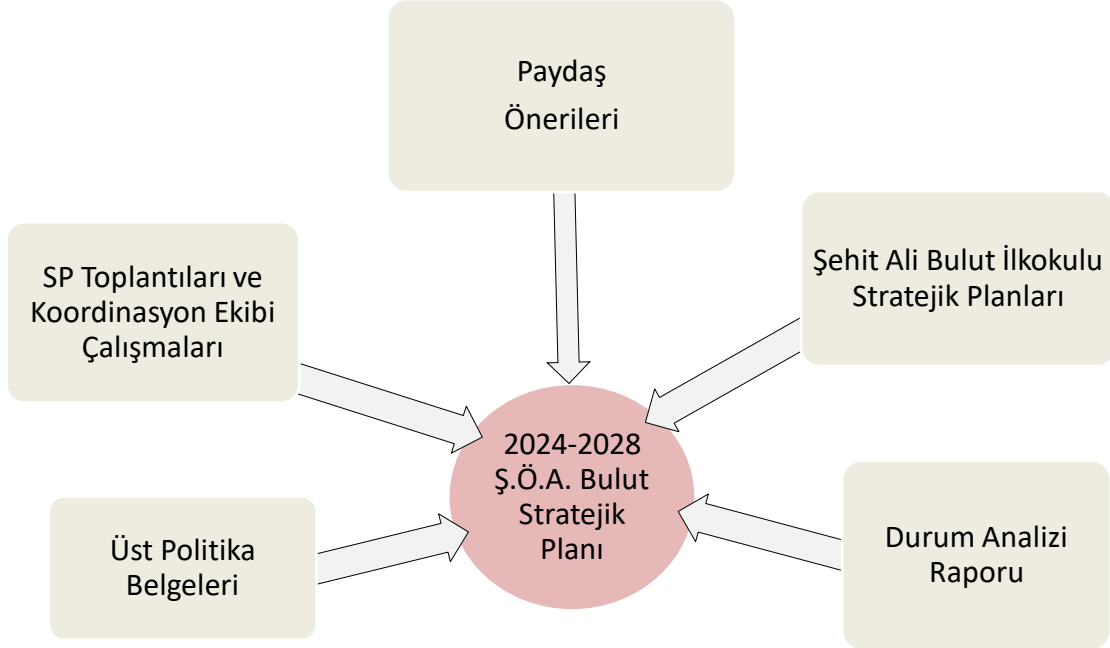 Paydaş
Önerileri
SP Toplantıları ve
Koordinasyon Ekibi
Çalışmaları
Şehit Ali Bulut İlkokulu
Stratejik Planları
2024-2028
Ş.Ö.A. Bulut
Stratejik
Planı
Üst Politika
Belgeleri
Durum Analizi
Raporu